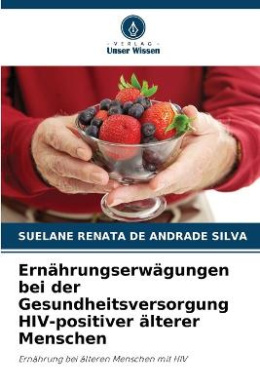 · V E R L A G ·
Unser Wissen
SUELANE RENATA DE ANDRADE SILVA
Ernährungserwägungen
bei der
Gesundheitsversorgung
HIV-positiver älterer
Menschen
Ernährung bei älteren Menschen mit HIV